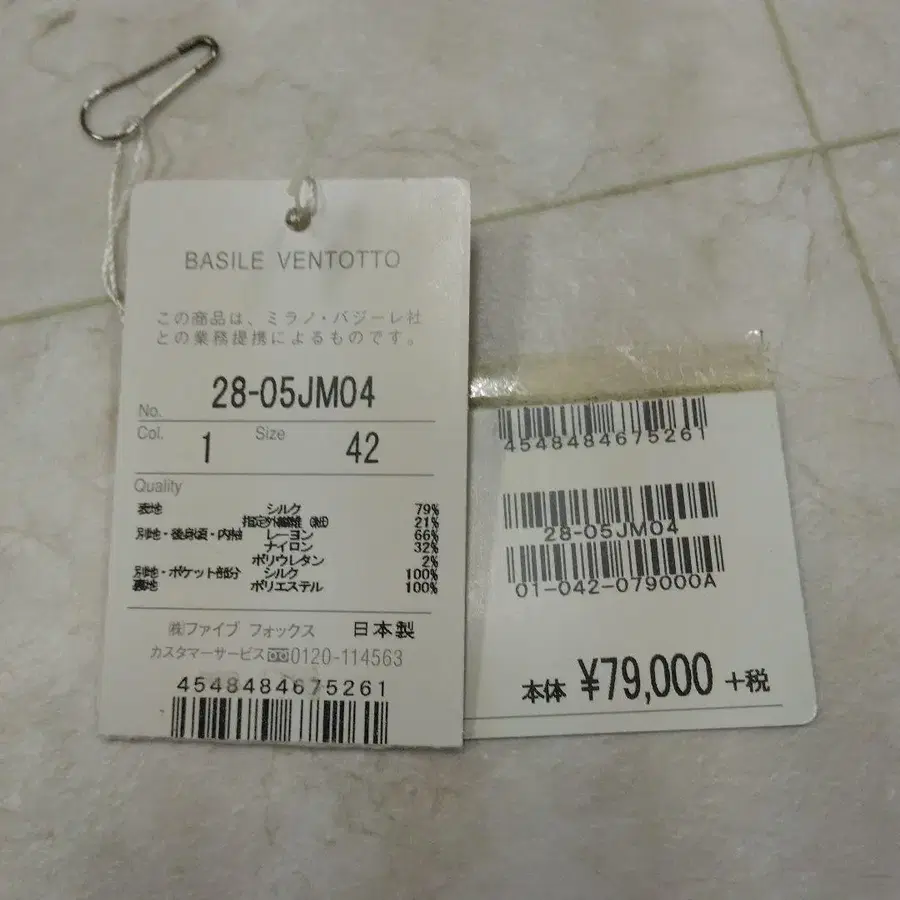 BASILE VENTOTTO
この商品は、ミラノ・バジーレ社
との業務提携によるものです。
No. 28-05JM04
Col. 1 Size 42
Quality
表地 シルク 79%
指定外繊維（和紙） 21%
別地・後身頃・内袖 レーヨン 66%
ナイロン 32%
ポリウレタン 2%
別地・ポケット部分 シルク 100%
裏地 ポリエステル 100%
㈱ファイブ フォックス 日本製
カスタマーサービス 0120-114563
4548484675261
4548484675261
28-05JM04
01-042-079000A
本体 ¥79,000 +税